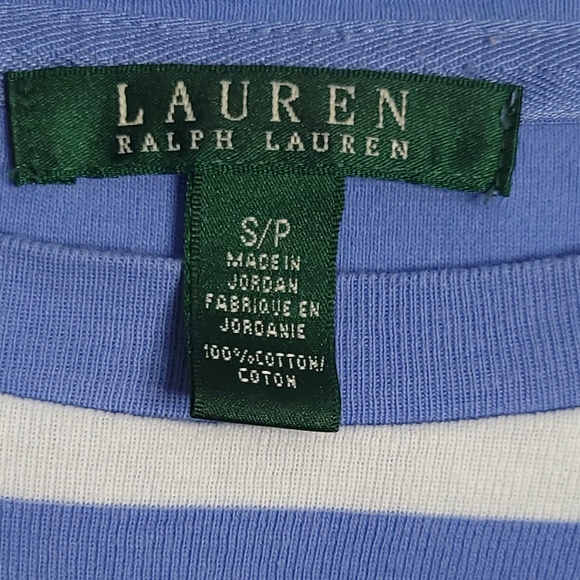 LAUREN
RALPH LAUREN
S/P
MADE IN
JORDAN
FABRIQUE EN
JORDANIE
100%COTTON/
COTON